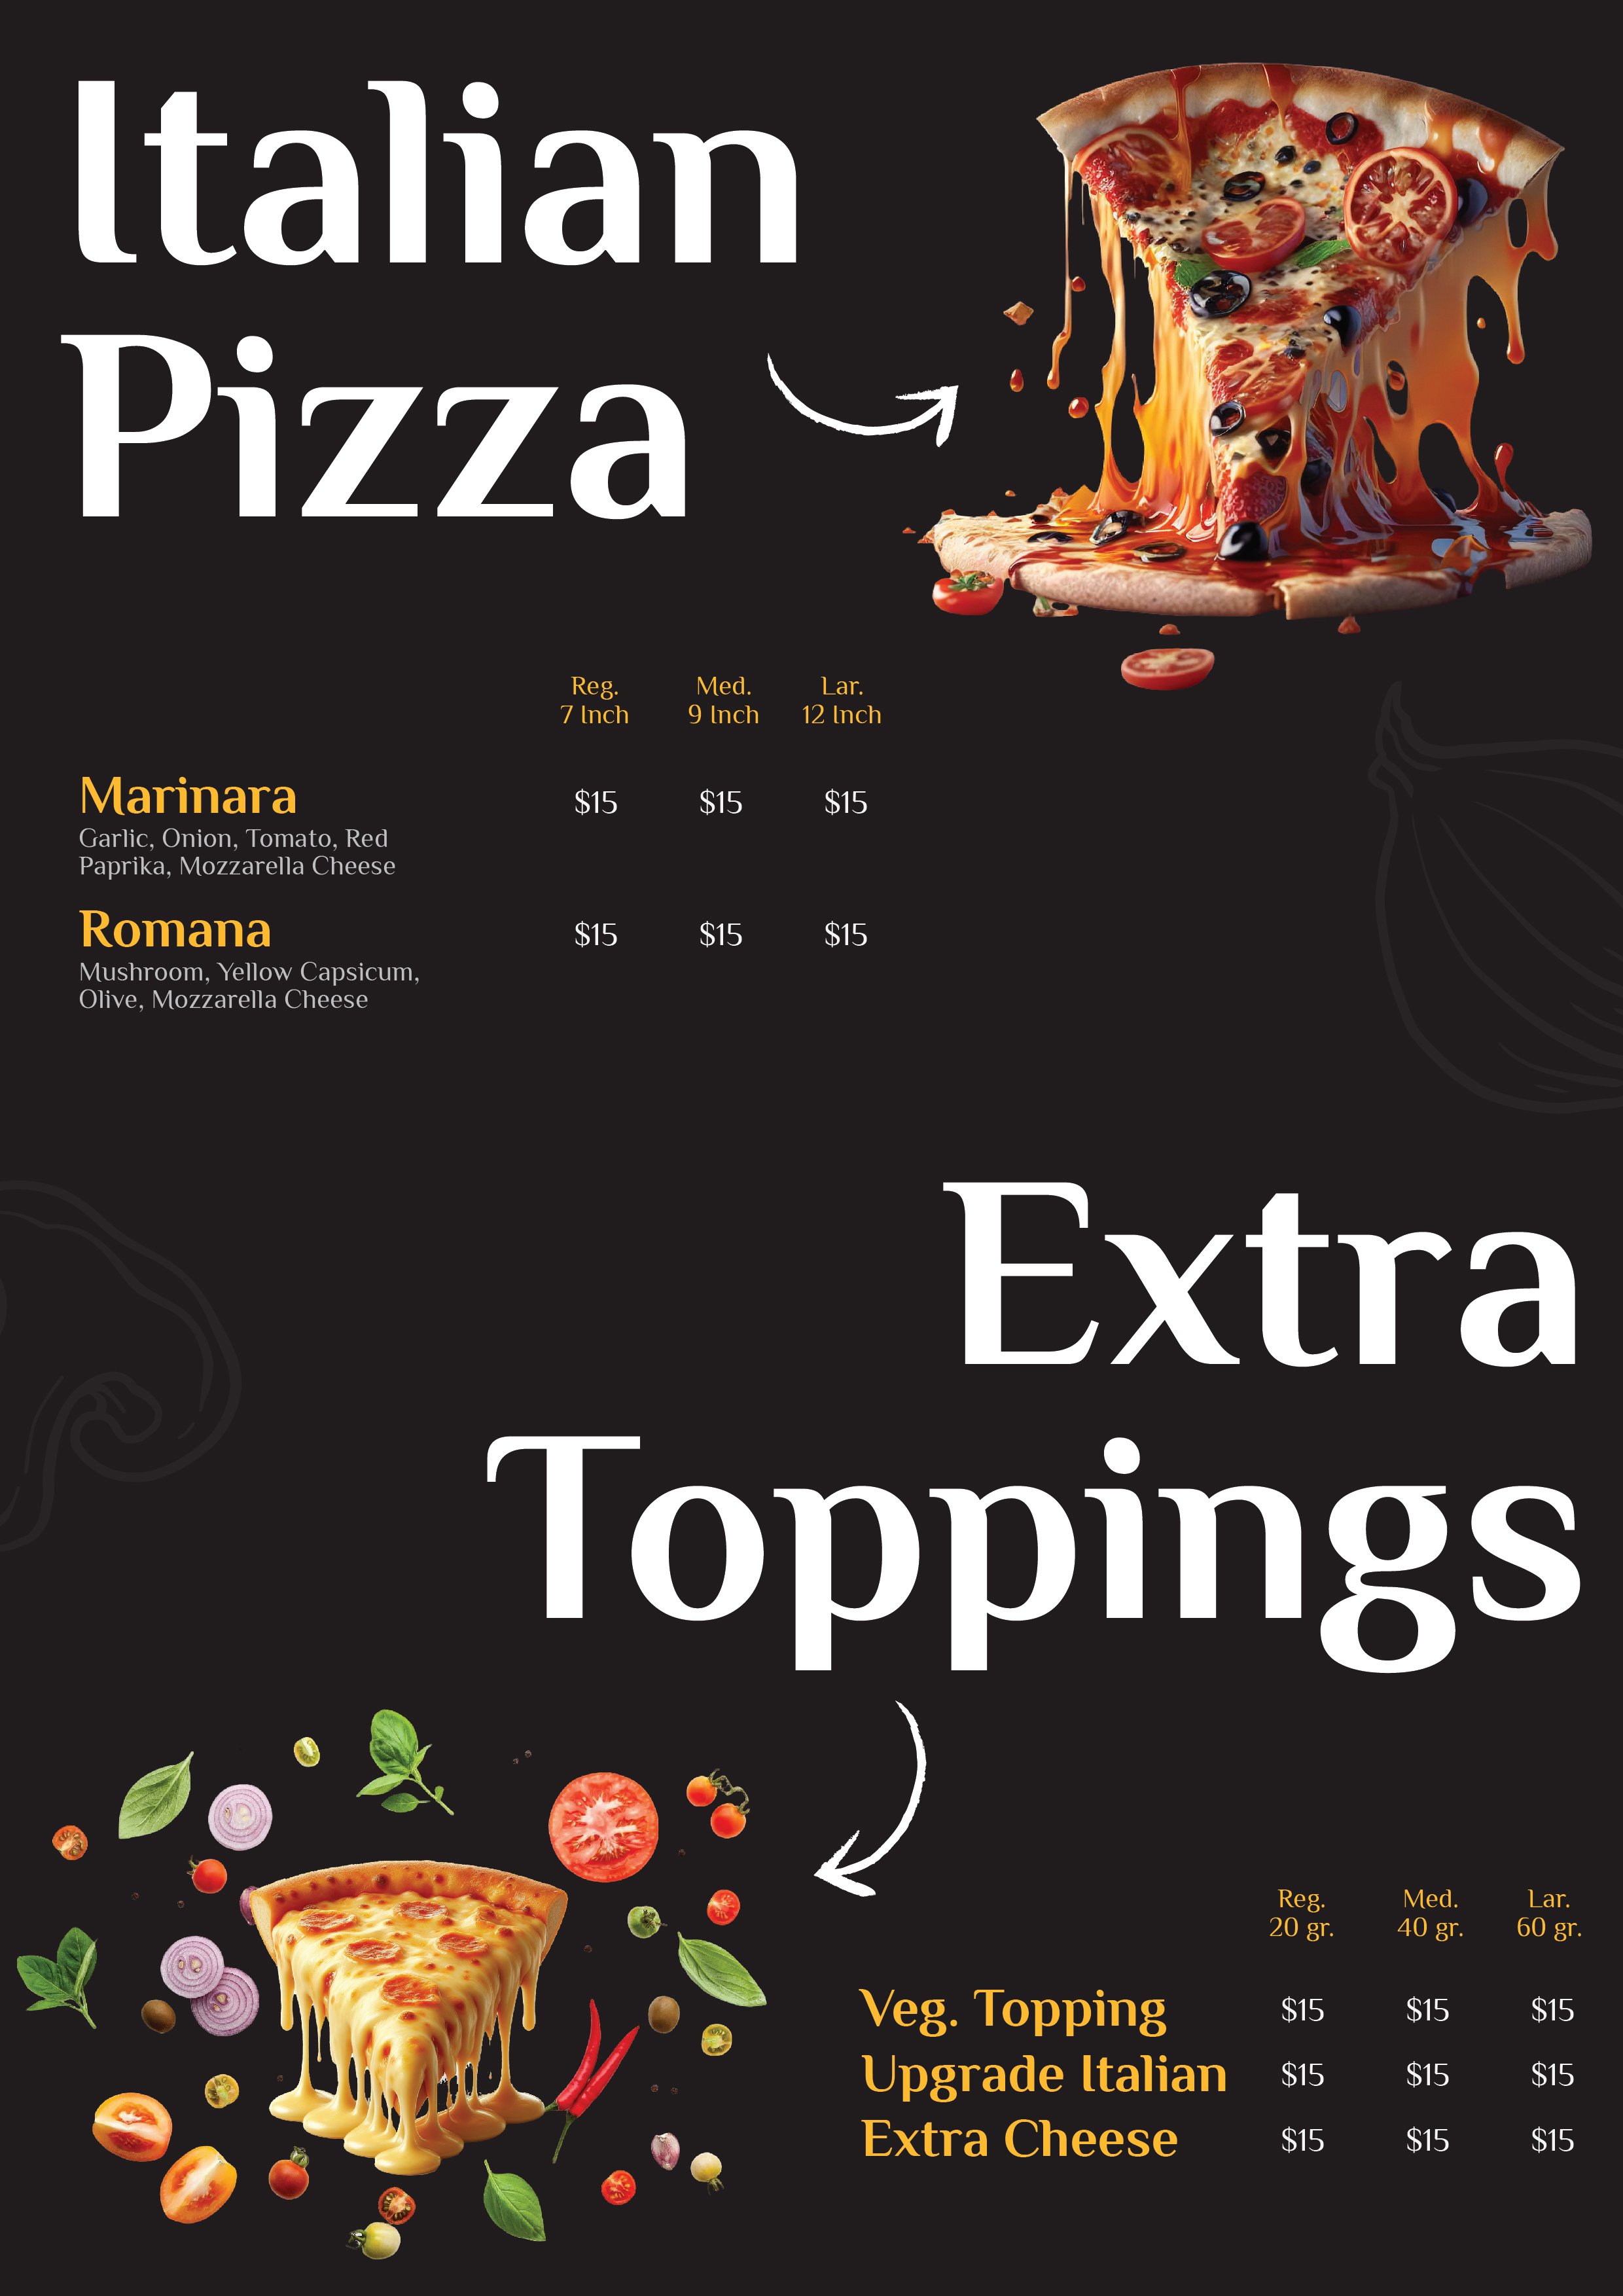 Italian
Pizza
Reg. Med. Lar.
7 Inch 9 Inch 12 Inch
Marinara $15 $15 $15
Garlic, Onion, Tomato, Red
Paprika, Mozzarella Cheese
Romana $15 $15 $15
Mushroom, Yellow Capsicum,
Olive, Mozzarella Cheese
Extra
Toppings
Reg. Med. Lar.
20 gr. 40 gr. 60 gr.
Veg. Topping $15 $15 $15
Upgrade Italian $15 $15 $15
Extra Cheese $15 $15 $15